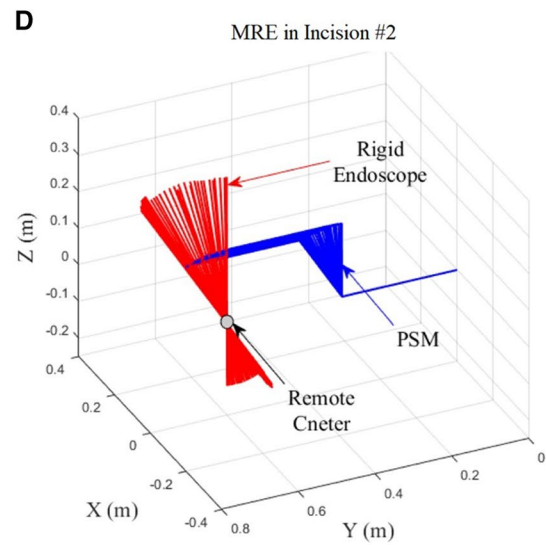 D
MRE in Incision #2
0.4
0.3
0.2
0.1
0
-0.1
-0.2
Z (m)
Rigid
Endoscope
PSM
Remote
Cneter
0.4
0.2
0
-0.2
-0.4
X (m)
0.8
0.6
0.4
0.2
0
Y (m)